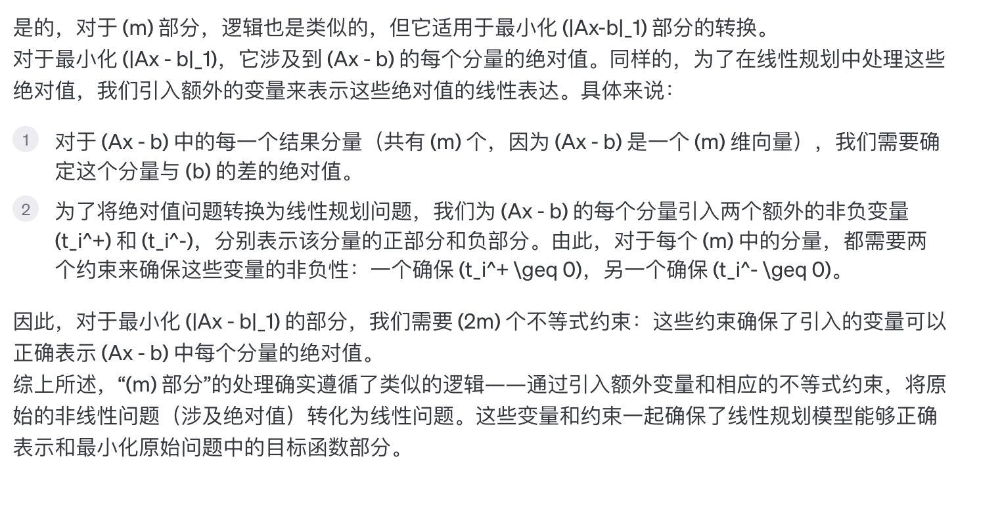 是的，对于 (m) 部分，逻辑也是类似的，但它适用于最小化 (|Ax-b|_1) 部分的转换。
对于最小化 (|Ax - b|_1)，它涉及到 (Ax - b) 的每个分量的绝对值。同样的，为了在线性规划中处理这些
绝对值，我们引入额外的变量来表示这些绝对值的线性表达。具体来说：
1 对于 (Ax - b) 中的每一个结果分量（共有 (m) 个，因为 (Ax - b) 是一个 (m) 维向量），我们需要确
定这个分量与 (b) 的差的绝对值。
2 为了将绝对值问题转换为线性规划问题，我们为 (Ax - b) 的每个分量引入两个额外的非负变量
(t_i^+) 和 (t_i^-)，分别表示该分量的正部分和负部分。由此，对于每个 (m) 中的分量，都需要两
个约束来确保这些变量的非负性：一个确保 (t_i^+ \geq 0)，另一个确保 (t_i^- \geq 0)。
因此，对于最小化 (|Ax - b|_1) 的部分，我们需要 (2m) 个不等式约束：这些约束确保了引入的变量可以
正确表示 (Ax - b) 中每个分量的绝对值。
综上所述，“(m) 部分”的处理确实遵循了类似的逻辑——通过引入额外变量和相应的不等式约束，将原
始的非线性问题（涉及绝对值）转化为线性问题。这些变量和约束一起确保了线性规划模型能够正确
表示和最小化原始问题中的目标函数部分。